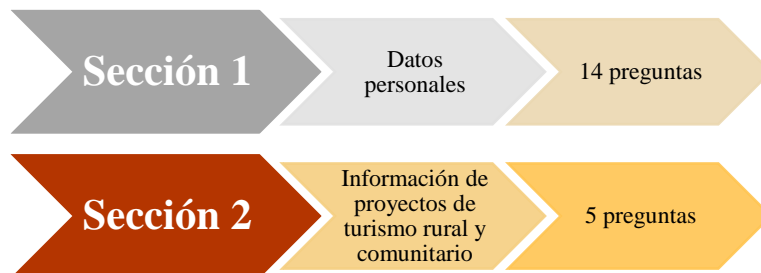 Sección 1
Datos
personales
14 preguntas
Sección 2
Información de
proyectos de
turismo rural y
comunitario
5 preguntas